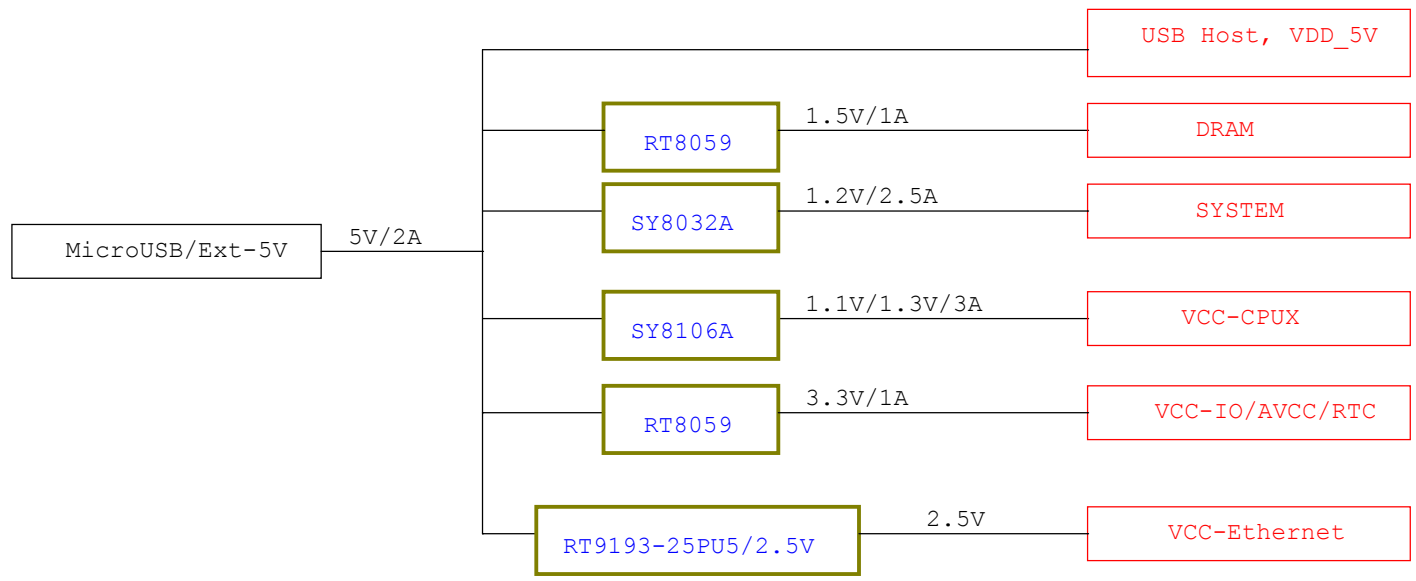 USB Host, VDD_5V
1.5V/1A
RT8059
DRAM
1.2V/2.5A
SY8032A
SYSTEM
5V/2A
MicroUSB/Ext-5V
1.1V/1.3V/3A
SY8106A
VCC-CPUX
3.3V/1A
RT8059
VCC-IO/AVCC/RTC
2.5V
RT9193-25PU5/2.5V
VCC-Ethernet